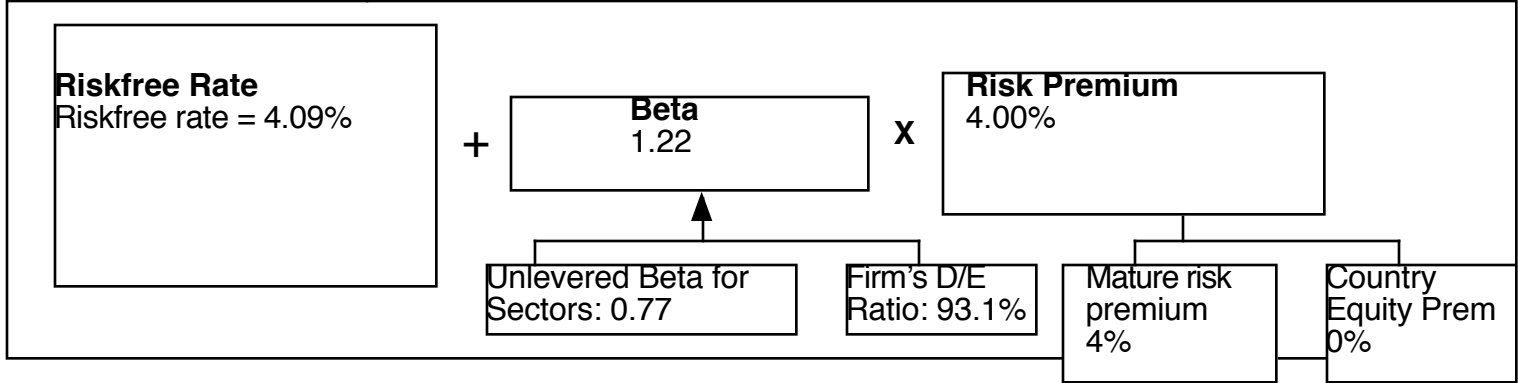 Riskfree Rate
Riskfree rate = 4.09%
+
Beta
1.22
X
Risk Premium
4.00%
Unlevered Beta for
Sectors: 0.77
Firm's D/E
Ratio: 93.1%
Mature risk
premium
4%
Country
Equity Prem
0%